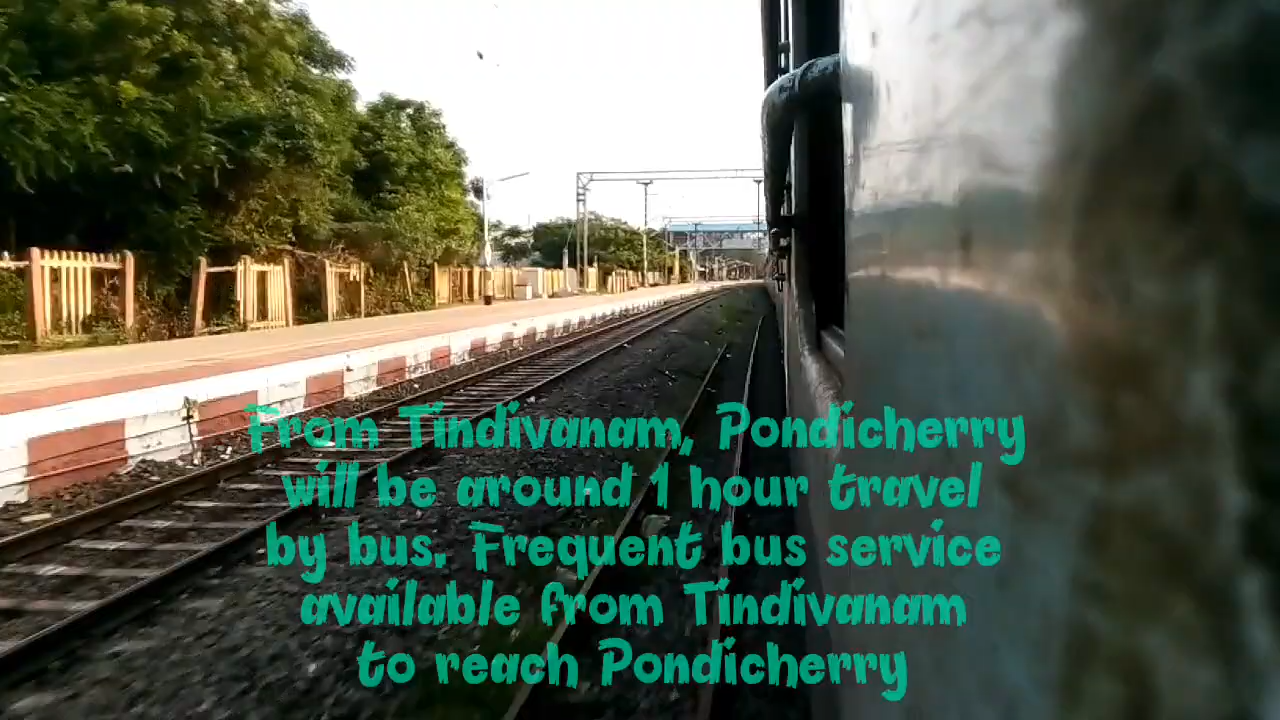 From Tindivanam, Pondicherry
will be around 1 hour travel
by bus. Frequent bus service
available from Tindivanam
to reach Pondicherry